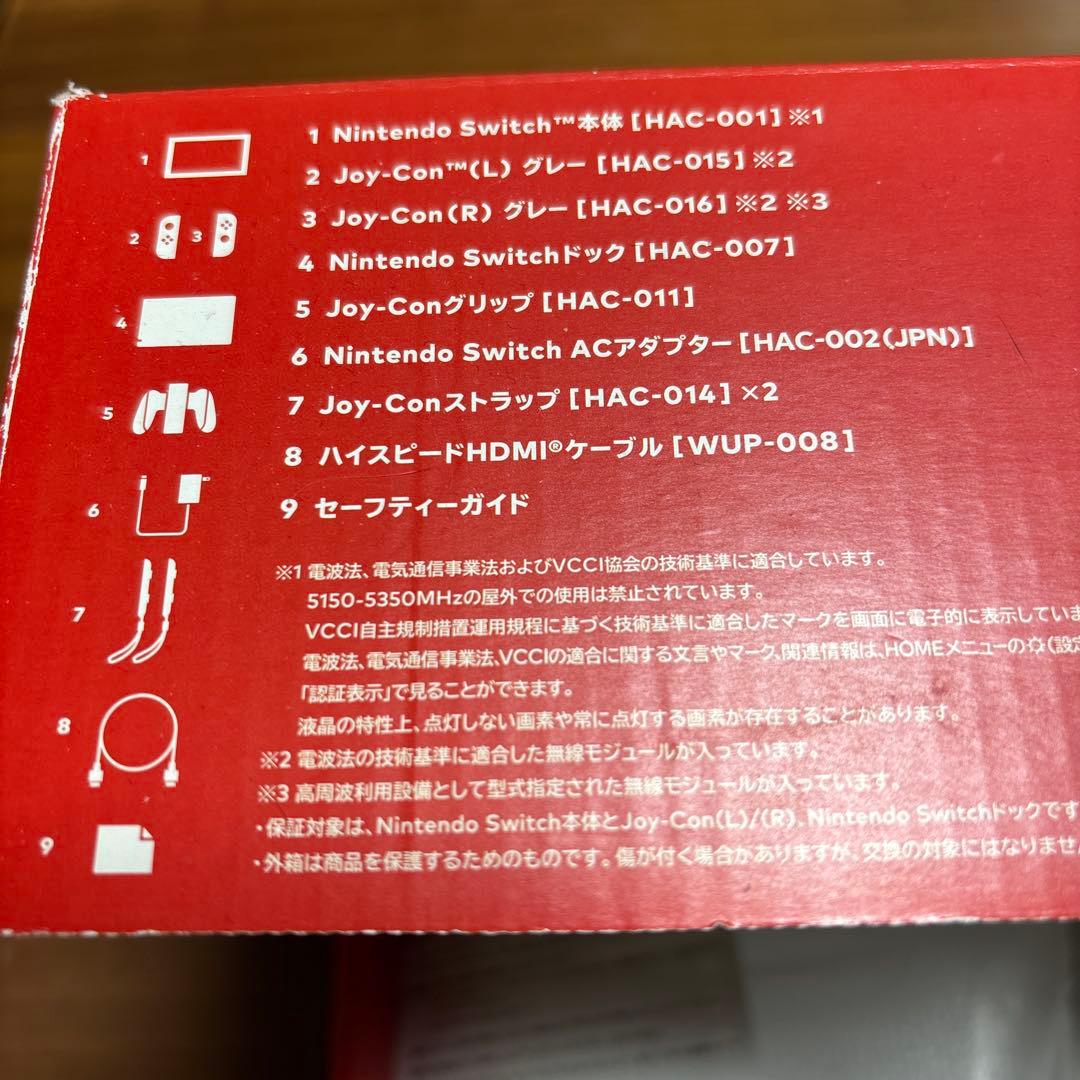 1 Nintendo Switch™本体 [HAC-001] ※1
2 Joy-Con™(L) グレー [HAC-015] ※2
3 Joy-Con(R) グレー [HAC-016] ※2 ※3
4 Nintendo Switchドック [HAC-007]
5 Joy-Conグリップ [HAC-011]
6 Nintendo Switch ACアダプター [HAC-002(JPN)]
7 Joy-Conストラップ [HAC-014] ×2
8 ハイスピードHDMI®ケーブル [WUP-008]
9 セーフティーガイド
1
2 3
4
5
6
7
8
9
※1 電波法、電気通信事業法およびVCCI協会の技術基準に適合しています。
5150-5350MHzの屋外での使用は禁止されています。
VCCI自主規制措置運用規程に基づく技術基準に適合したマークを画面に電子的に表示していま
電波法、電気通信事業法、VCCIの適合に関する文言やマーク、関連情報は、HOMEメニューの(設定
「認証表示」で見ることができます。
液晶の特性上、点灯しない画素や常に点灯する画素が存在することがあります。
※2 電波法の技術基準に適合した無線モジュールが入っています。
※3 高周波利用設備として型式指定された無線モジュールが入っています。
・保証対象は、Nintendo Switch本体とJoy-Con(L)/(R)、Nintendo Switchドックです
・外箱は商品を保護するためのものです。傷が付く場合がありますが、交換の対象にはなりません